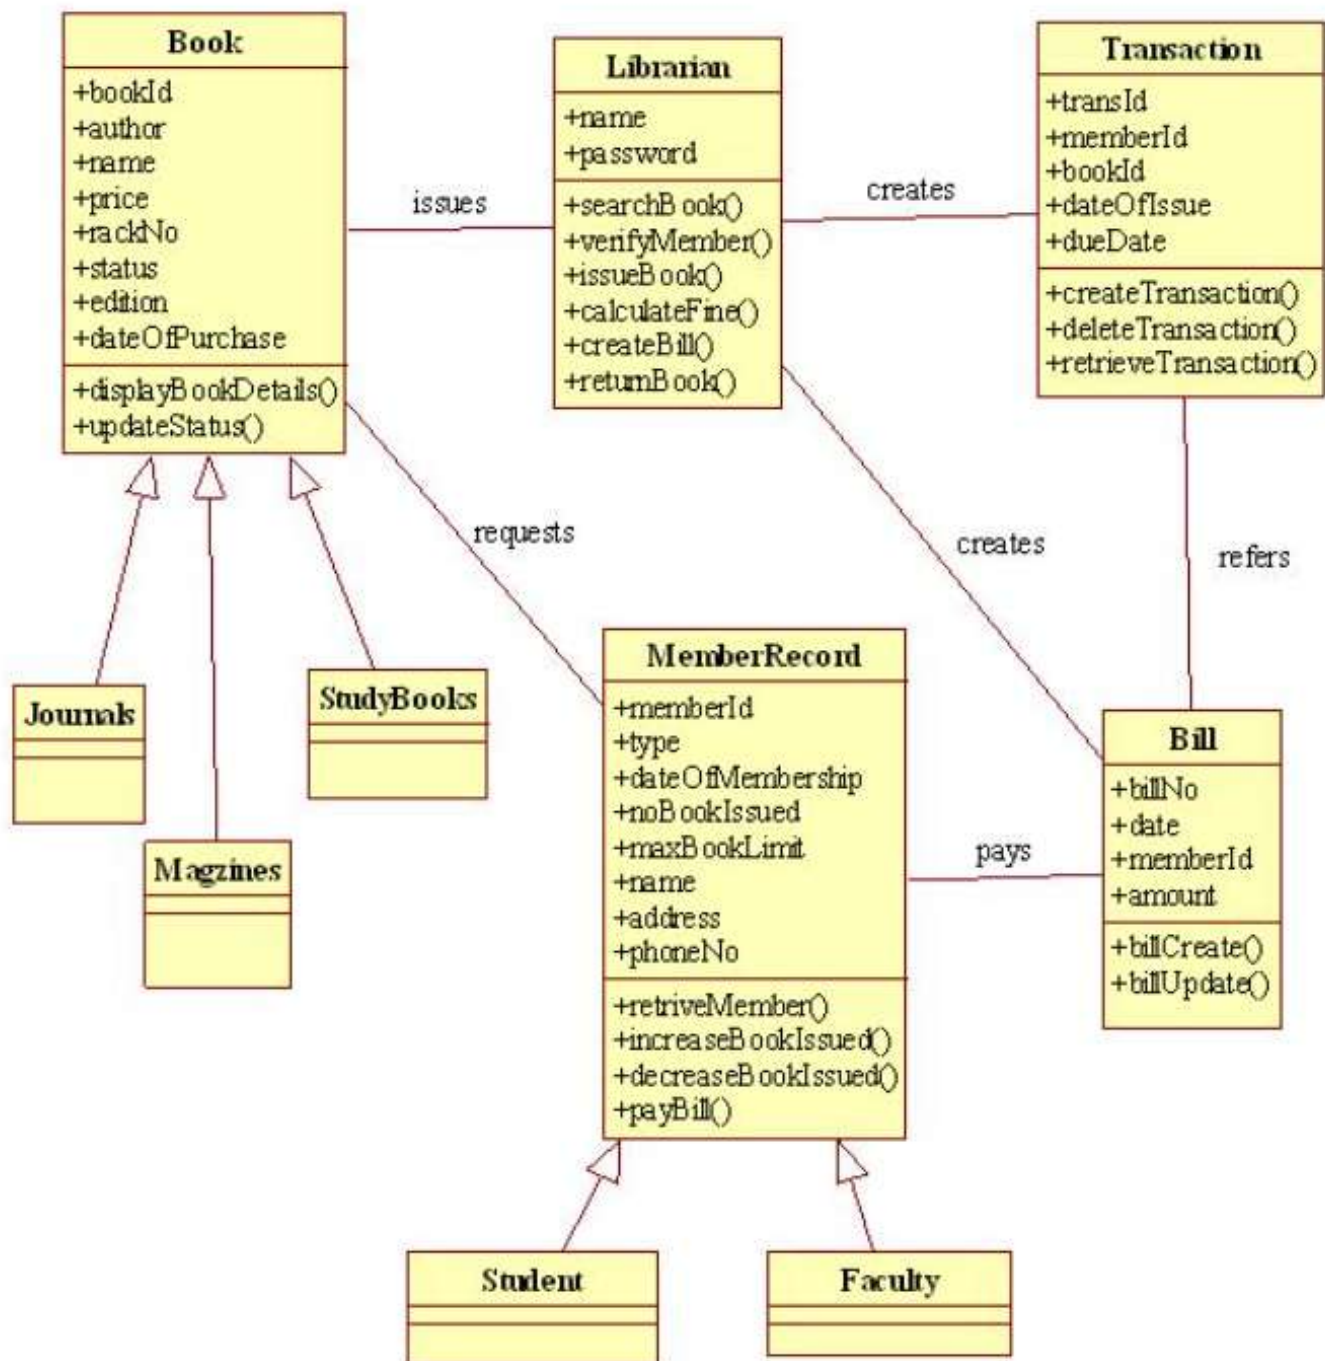 Book
+bookId
+author
+name
+price
+rackNo
+status
+edition
+dateOfPurchase
+displayBookDetails()
+updateStatus()
issues
Librarian
+name
+password
+searchBook()
+verifyMember()
+issueBook()
+calculateFine()
+createBill()
+returnBook()
creates
Transaction
+transId
+memberId
+bookId
+dateOfIssue
+dueDate
+createTransaction()
+deleteTransaction()
+retrieveTransaction()
requests
creates
refers
Journals
StudyBooks
Magzines
MemberRecord
+memberId
+type
+dateOfMembership
+noBookIssued
+maxBookLimit
+name
+address
+phoneNo
+retriveMember()
+increaseBookIssued()
+decreaseBookIssued()
+payBill()
pays
Bill
+billNo
+date
+memberId
+amount
+billCreate()
+billUpdate()
Student
Faculty